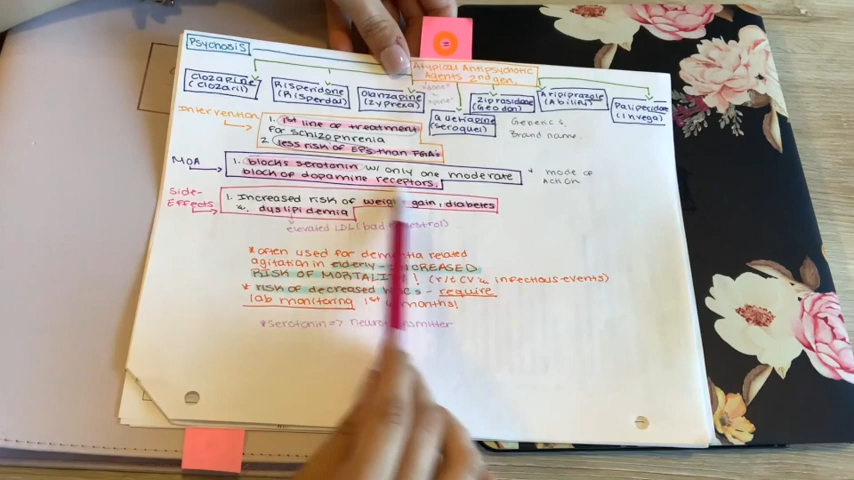 Psychosis
Atypical Antipsychotic
Agents 2nd gen.
Clozapine
(Clozaril)
Risperidone
(Risperdal)
Olanzapine
(Zyprexa)
Quetiapine
(Seroquel)
Ziprasidone
(Geodon)
Aripiprazole
(Abilify)
Paliperidone
(Invega)
Generic &
Brand name
Intervention
1. 1st line of treatment
for schizophrenia
2. less risk of EPS than FGA's
MOA
1. blocks serotonin w/ only one moderate
block of dopamine receptors.
* mode of
action
Side-
Effects
1. Increased risk of weight gain, diabetes
&, dyslipidemia
elevated LDL (bad
*often used for dementia related
agitation in elderly - INCREASED
RISK OF MORTALITY! (r/t CV & infectious-events)
* risk of decreased - require
lab monitoring 1st months!
*serotonin => neurotransmitter